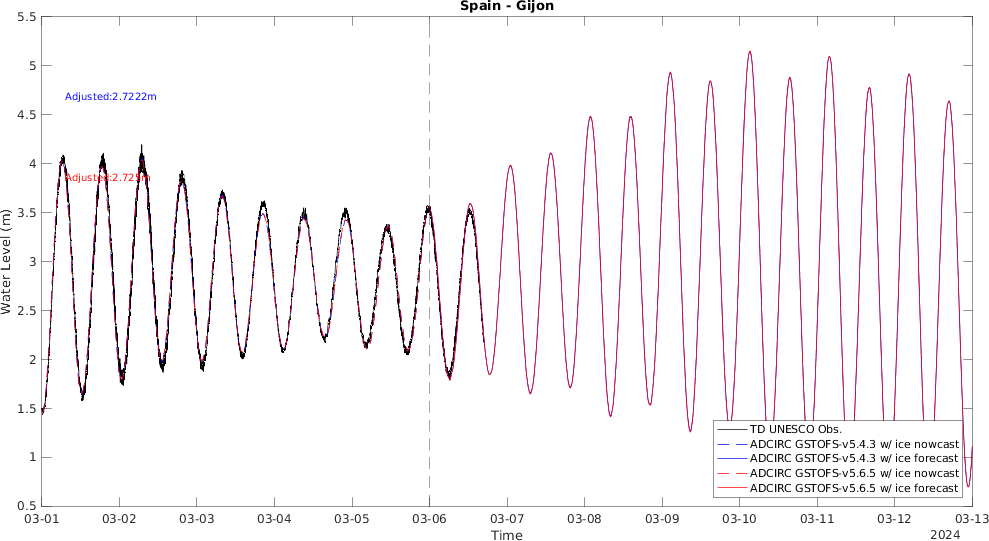 Spain - Gijon
5.5
5
4.5
4
3.5
3
2.5
2
1.5
1
0.5
Water Level (m)
Adjusted:2.7222m
Adjusted:2.725m
TD UNESCO Obs.
ADCIRC GSTOFS-v5.4.3 w/ ice nowcast
ADCIRC GSTOFS-v5.4.3 w/ ice forecast
ADCIRC GSTOFS-v5.6.5 w/ ice nowcast
ADCIRC GSTOFS-v5.6.5 w/ ice forecast
03-01 03-02 03-03 03-04 03-05 03-06 03-07 03-08 03-09 03-10 03-11 03-12 03-13
Time
2024